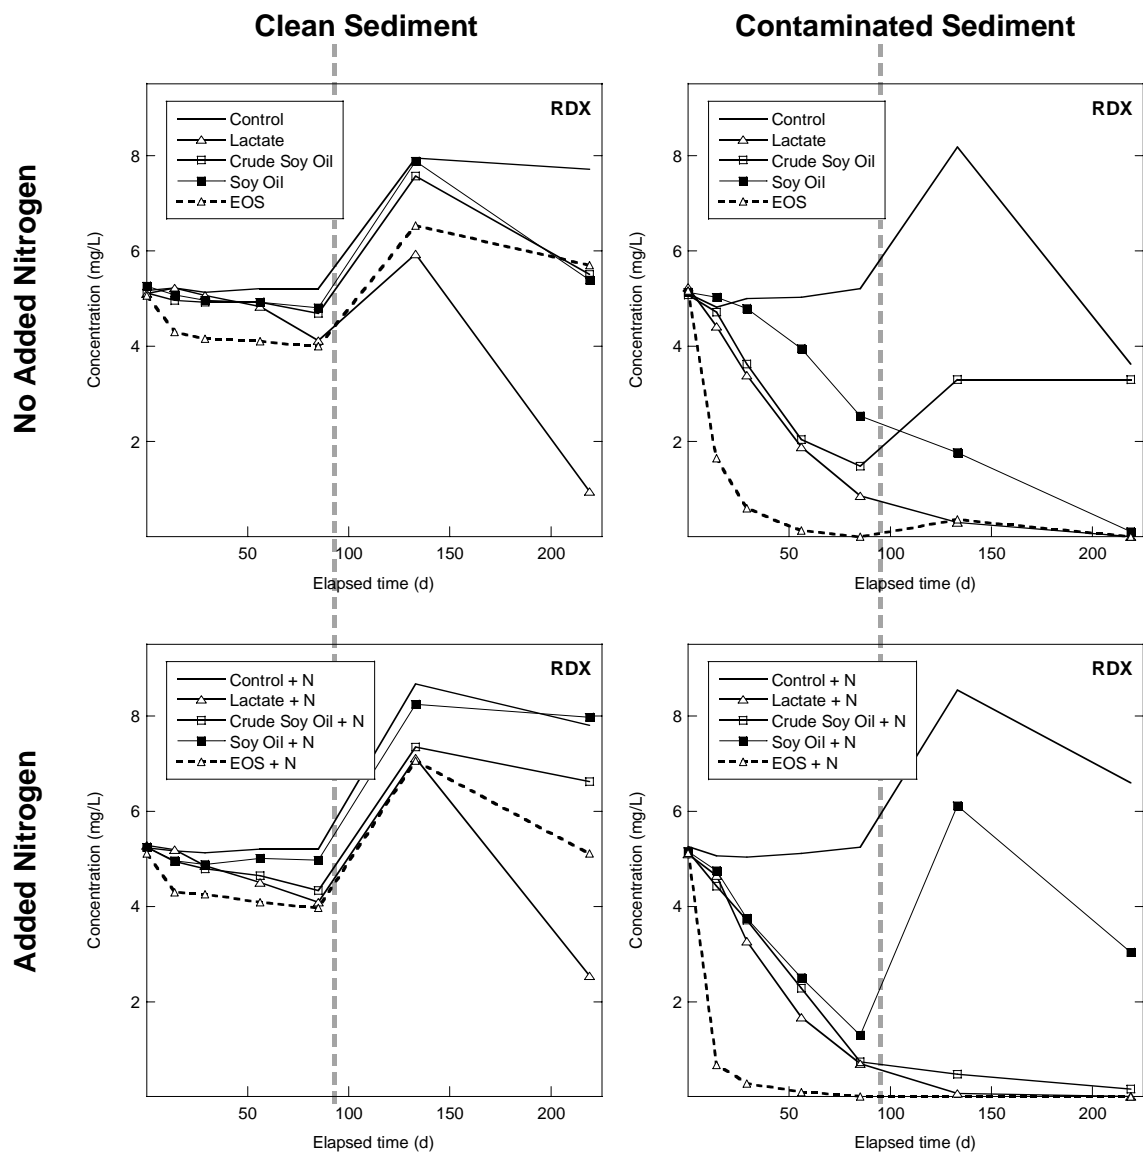 Clean Sediment
Contaminated Sediment
No Added Nitrogen
RDX
Control
Lactate
Crude Soy Oil
Soy Oil
EOS
8
6
4
2
Concentration (mg/L)
50
100
150
200
Elapsed time (d)
RDX
Control
Lactate
Crude Soy Oil
Soy Oil
EOS
8
6
4
2
Concentration (mg/L)
50
100
150
200
Elapsed time (d)
Added Nitrogen
RDX
Control + N
Lactate + N
Crude Soy Oil + N
Soy Oil + N
EOS + N
8
6
4
2
Concentration (mg/L)
50
100
150
200
Elapsed time (d)
RDX
Control + N
Lactate + N
Crude Soy Oil + N
Soy Oil + N
EOS + N
8
6
4
2
Concentration (mg/L)
50
100
150
200
Elapsed time (d)